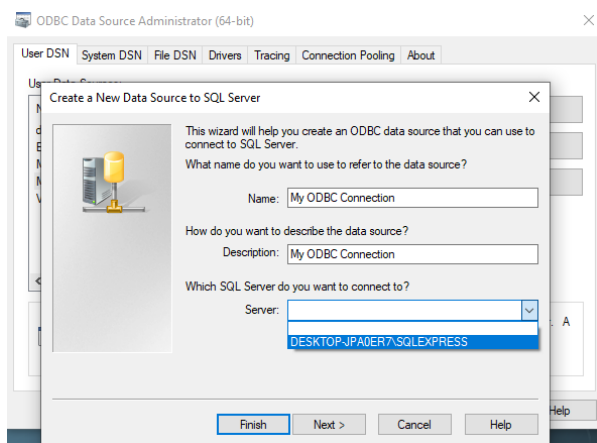 ODBC Data Source Administrator (64-bit)
User DSN System DSN File DSN Drivers Tracing Connection Pooling About
Create a New Data Source to SQL Server
This wizard will help you create an ODBC data source that you can use to
connect to SQL Server.
What name do you want to use to refer to the data source?
Name: My ODBC Connection
How do you want to describe the data source?
Description: My ODBC Connection
Which SQL Server do you want to connect to?
Server:
DESKTOP-JPA0ER7\SQLEXPRESS
A
Finish Next > Cancel Help
Help